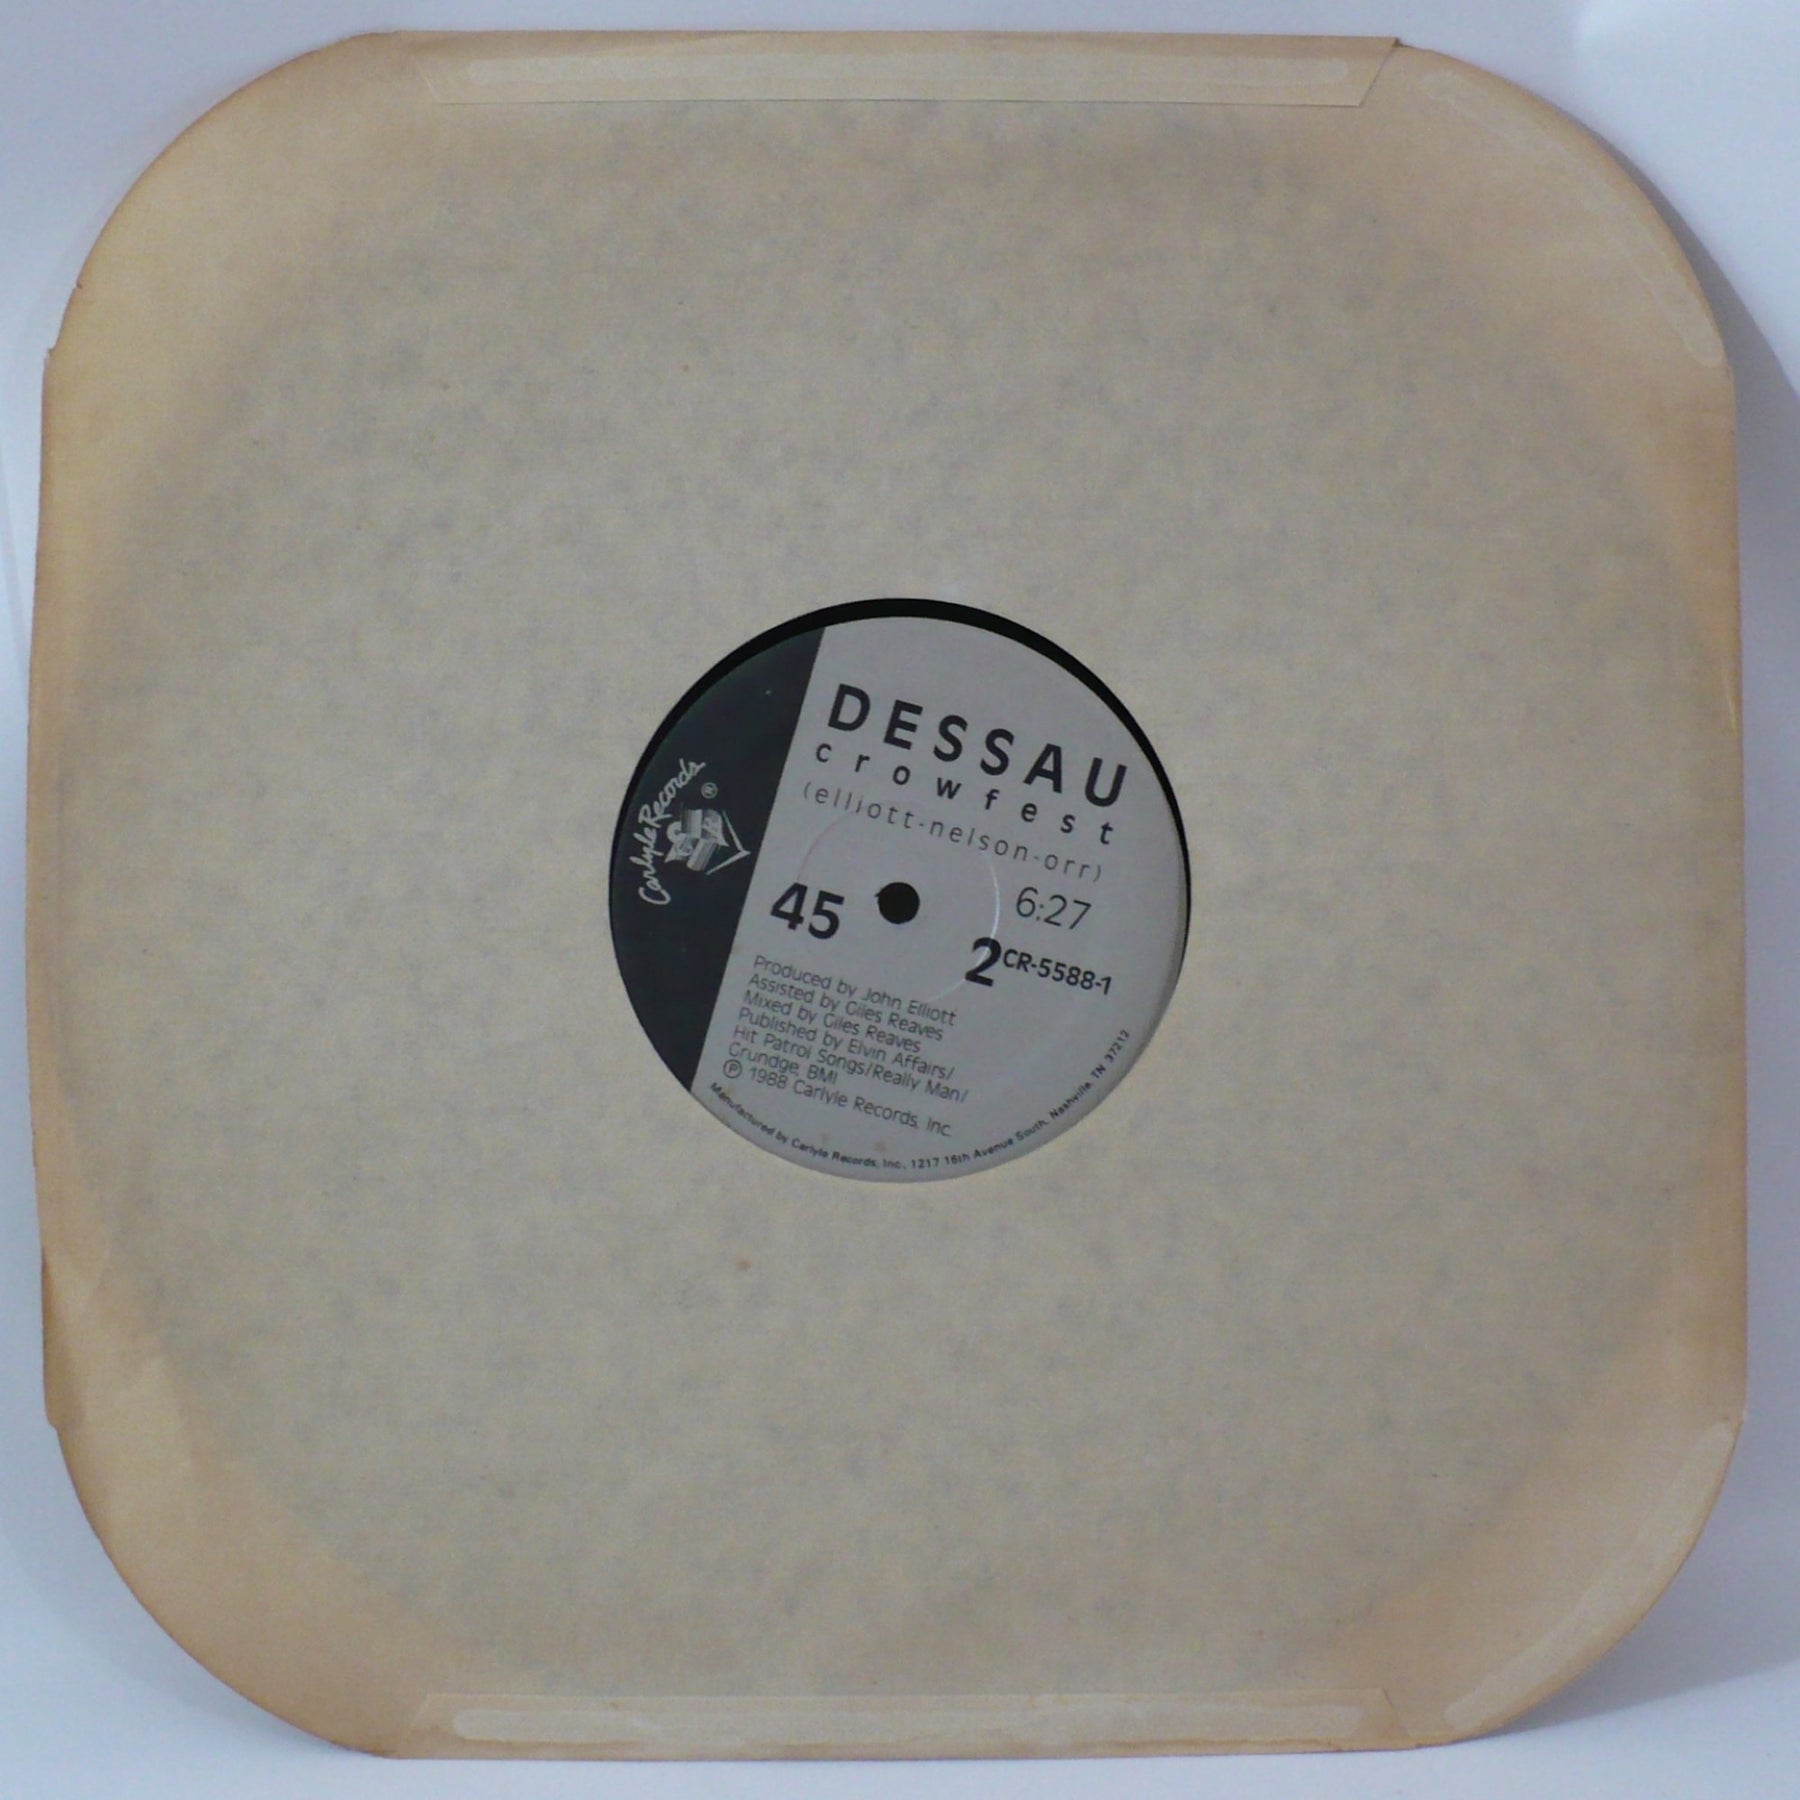 Carlyle Records ®
DESSAU
crowfest
(elliott-nelson-orr)
45
6:27
2 CR-5588-1
Produced by John Elliott
Assisted by Giles Reaves
Mixed by Giles Reaves
Published by Elvin Affairs/
Hit Patrol Songs/Really Man/
Grundge, BMI
℗ 1988 Carlyle Records, Inc.
Manufactured by Carlyle Records, Inc., 1217 16th Avenue South, Nashville, TN 37212